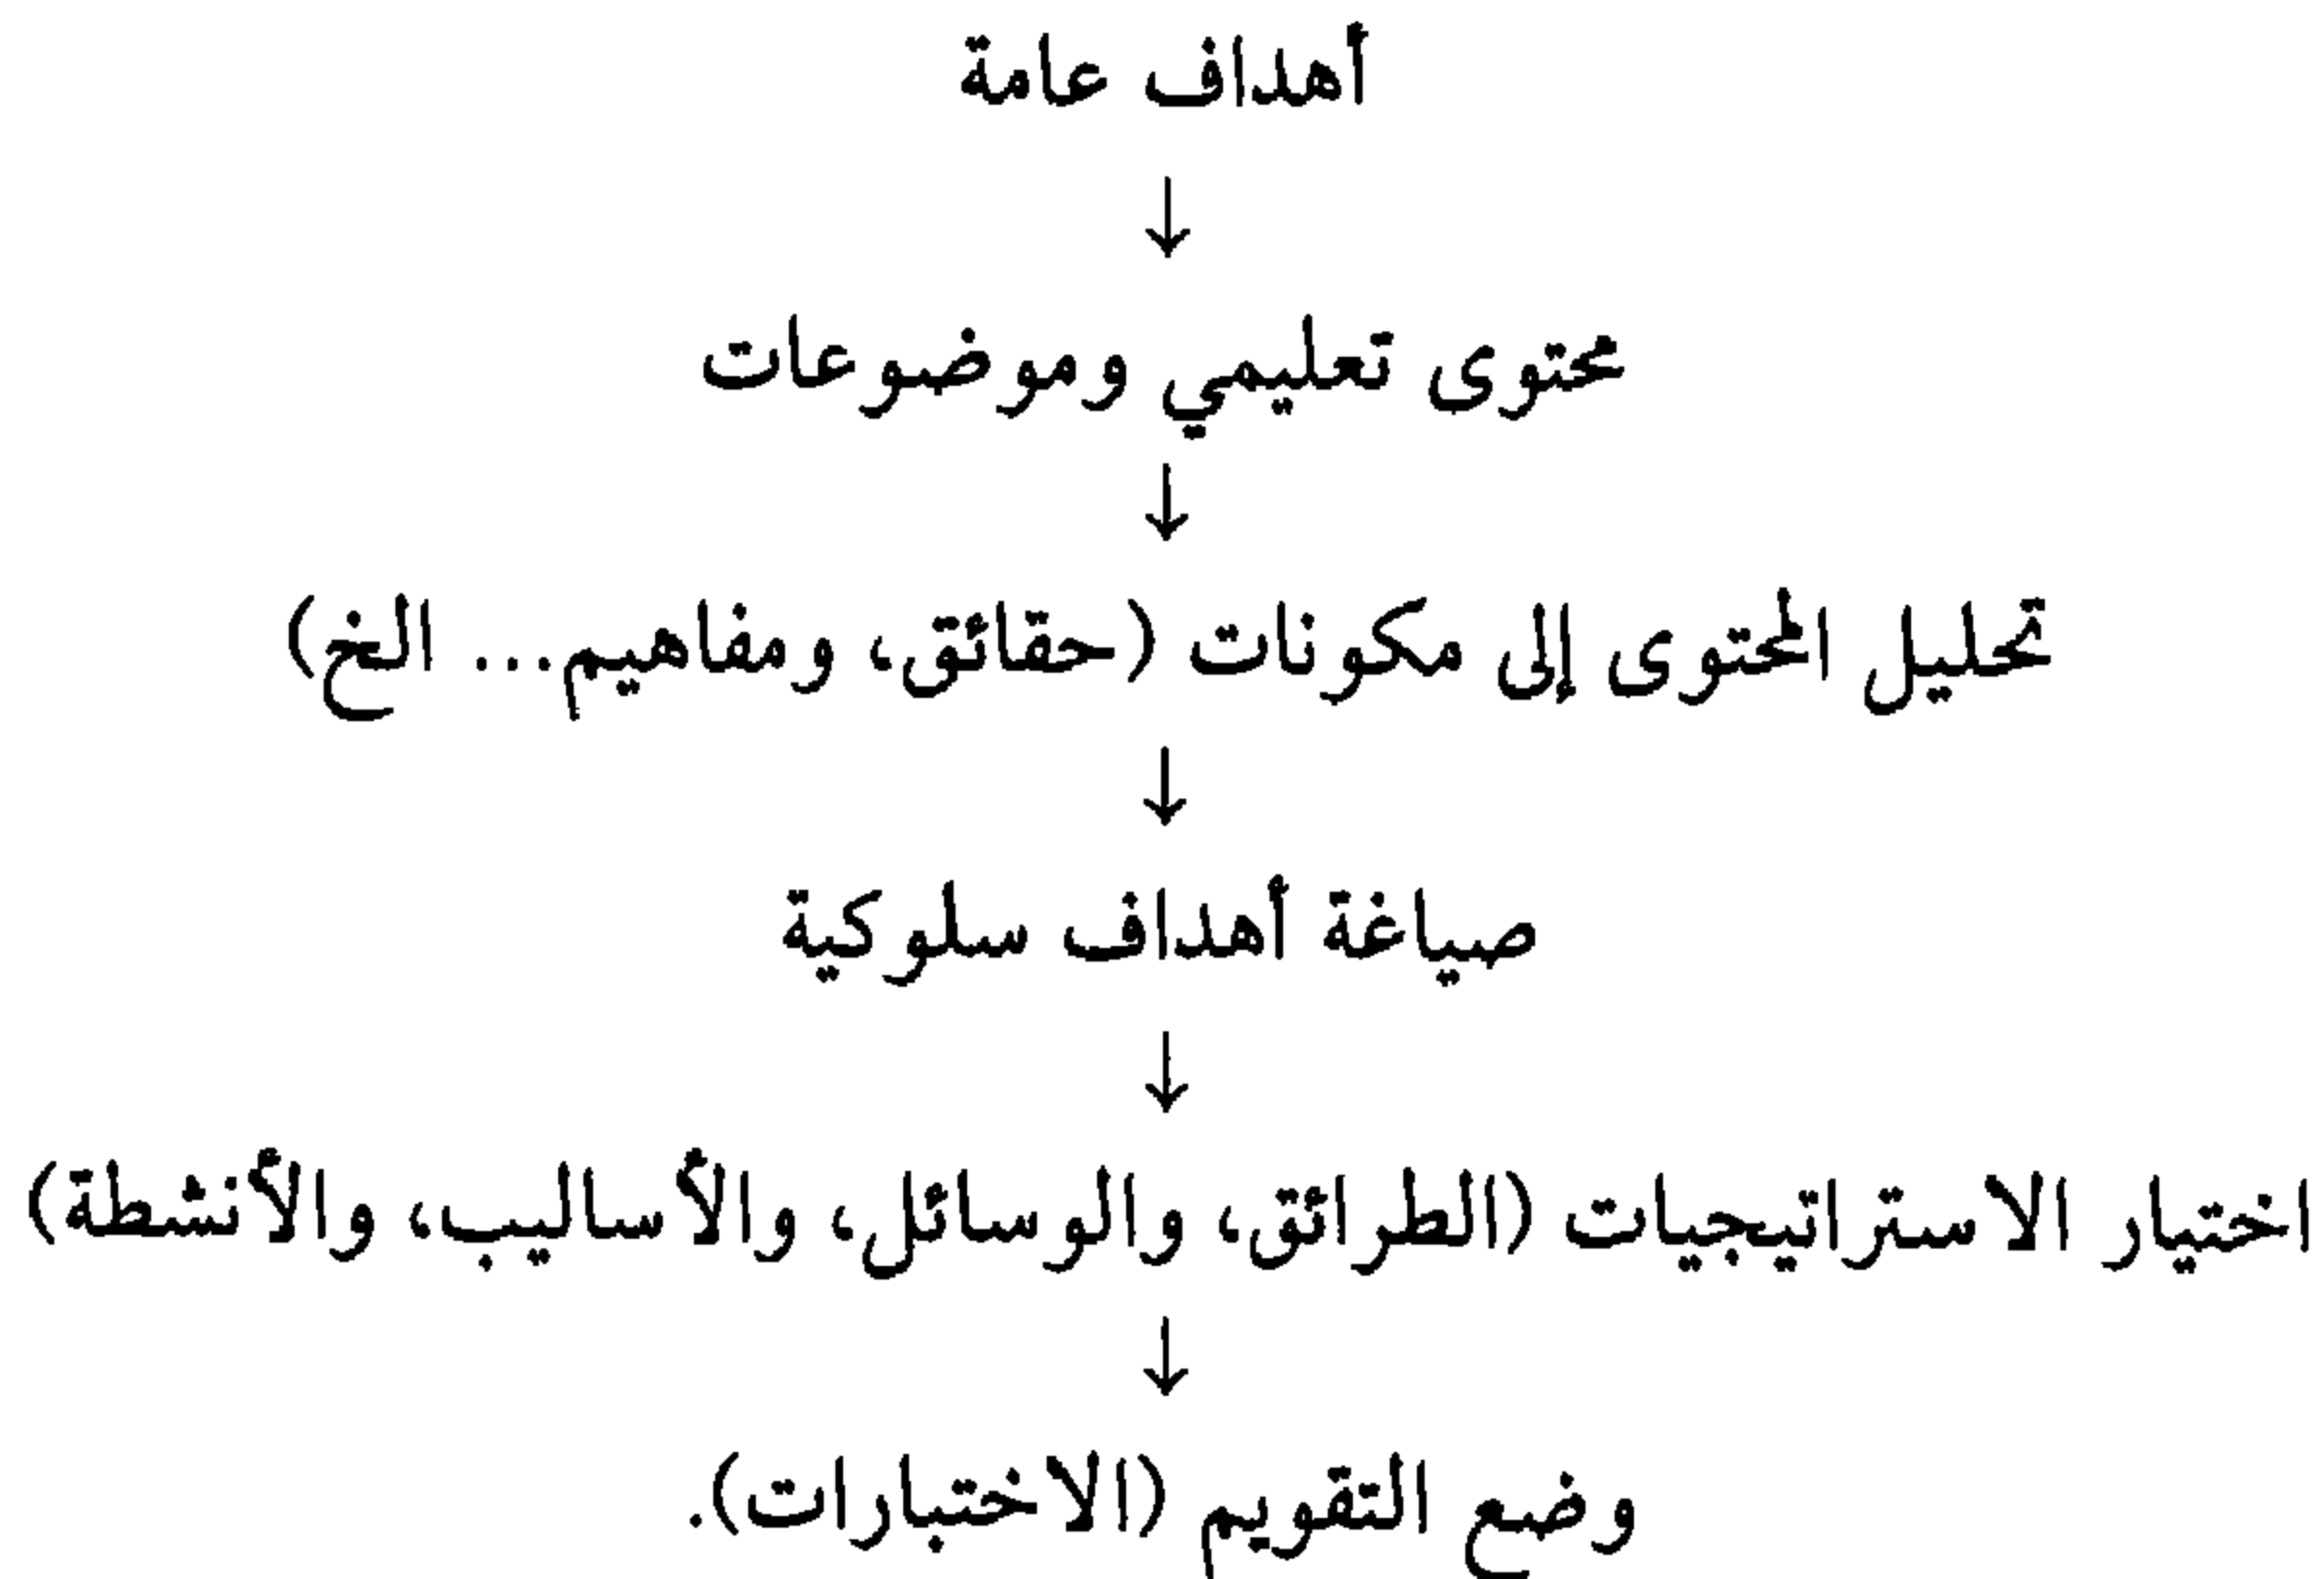 أهداف عامة
↓
محتوى تعليمي وموضوعات
↓
تحليل المحتوى إلى مكونات (حقائق، ومفاهيم... الخ)
↓
صياغة أهداف سلوكية
↓
اختيار الاستراتيجيات (الطرائق، والوسائل، والأساليب، والأنشطة)
↓
وضع التقويم (الاختبارات).